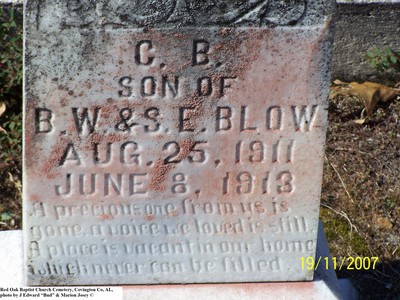 C. B.
SON OF
B. W. & S. E. BLOW.
AUG. 25, 1911
JUNE 8, 1913
A precious one from us is
gone, a voice we loved is still
A place is vacant in our home
which never can be filled
19/11/2007
Red Oak Baptist Church Cemetery, Covington Co, AL,
photo by J Edward "Bud" & Marion Josey ©